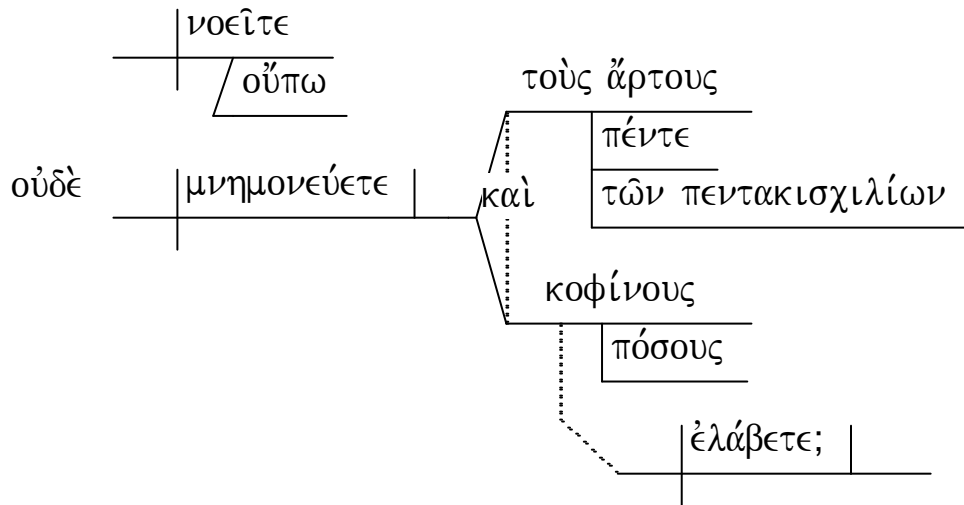 νοεῖτε
οὔπω
τοὺς ἄρτους
πέντε
οὐδὲ μνημονεύετε καὶ τῶν πεντακισχιλίων
κοφίνους
πόσους
ἐλάβετε;